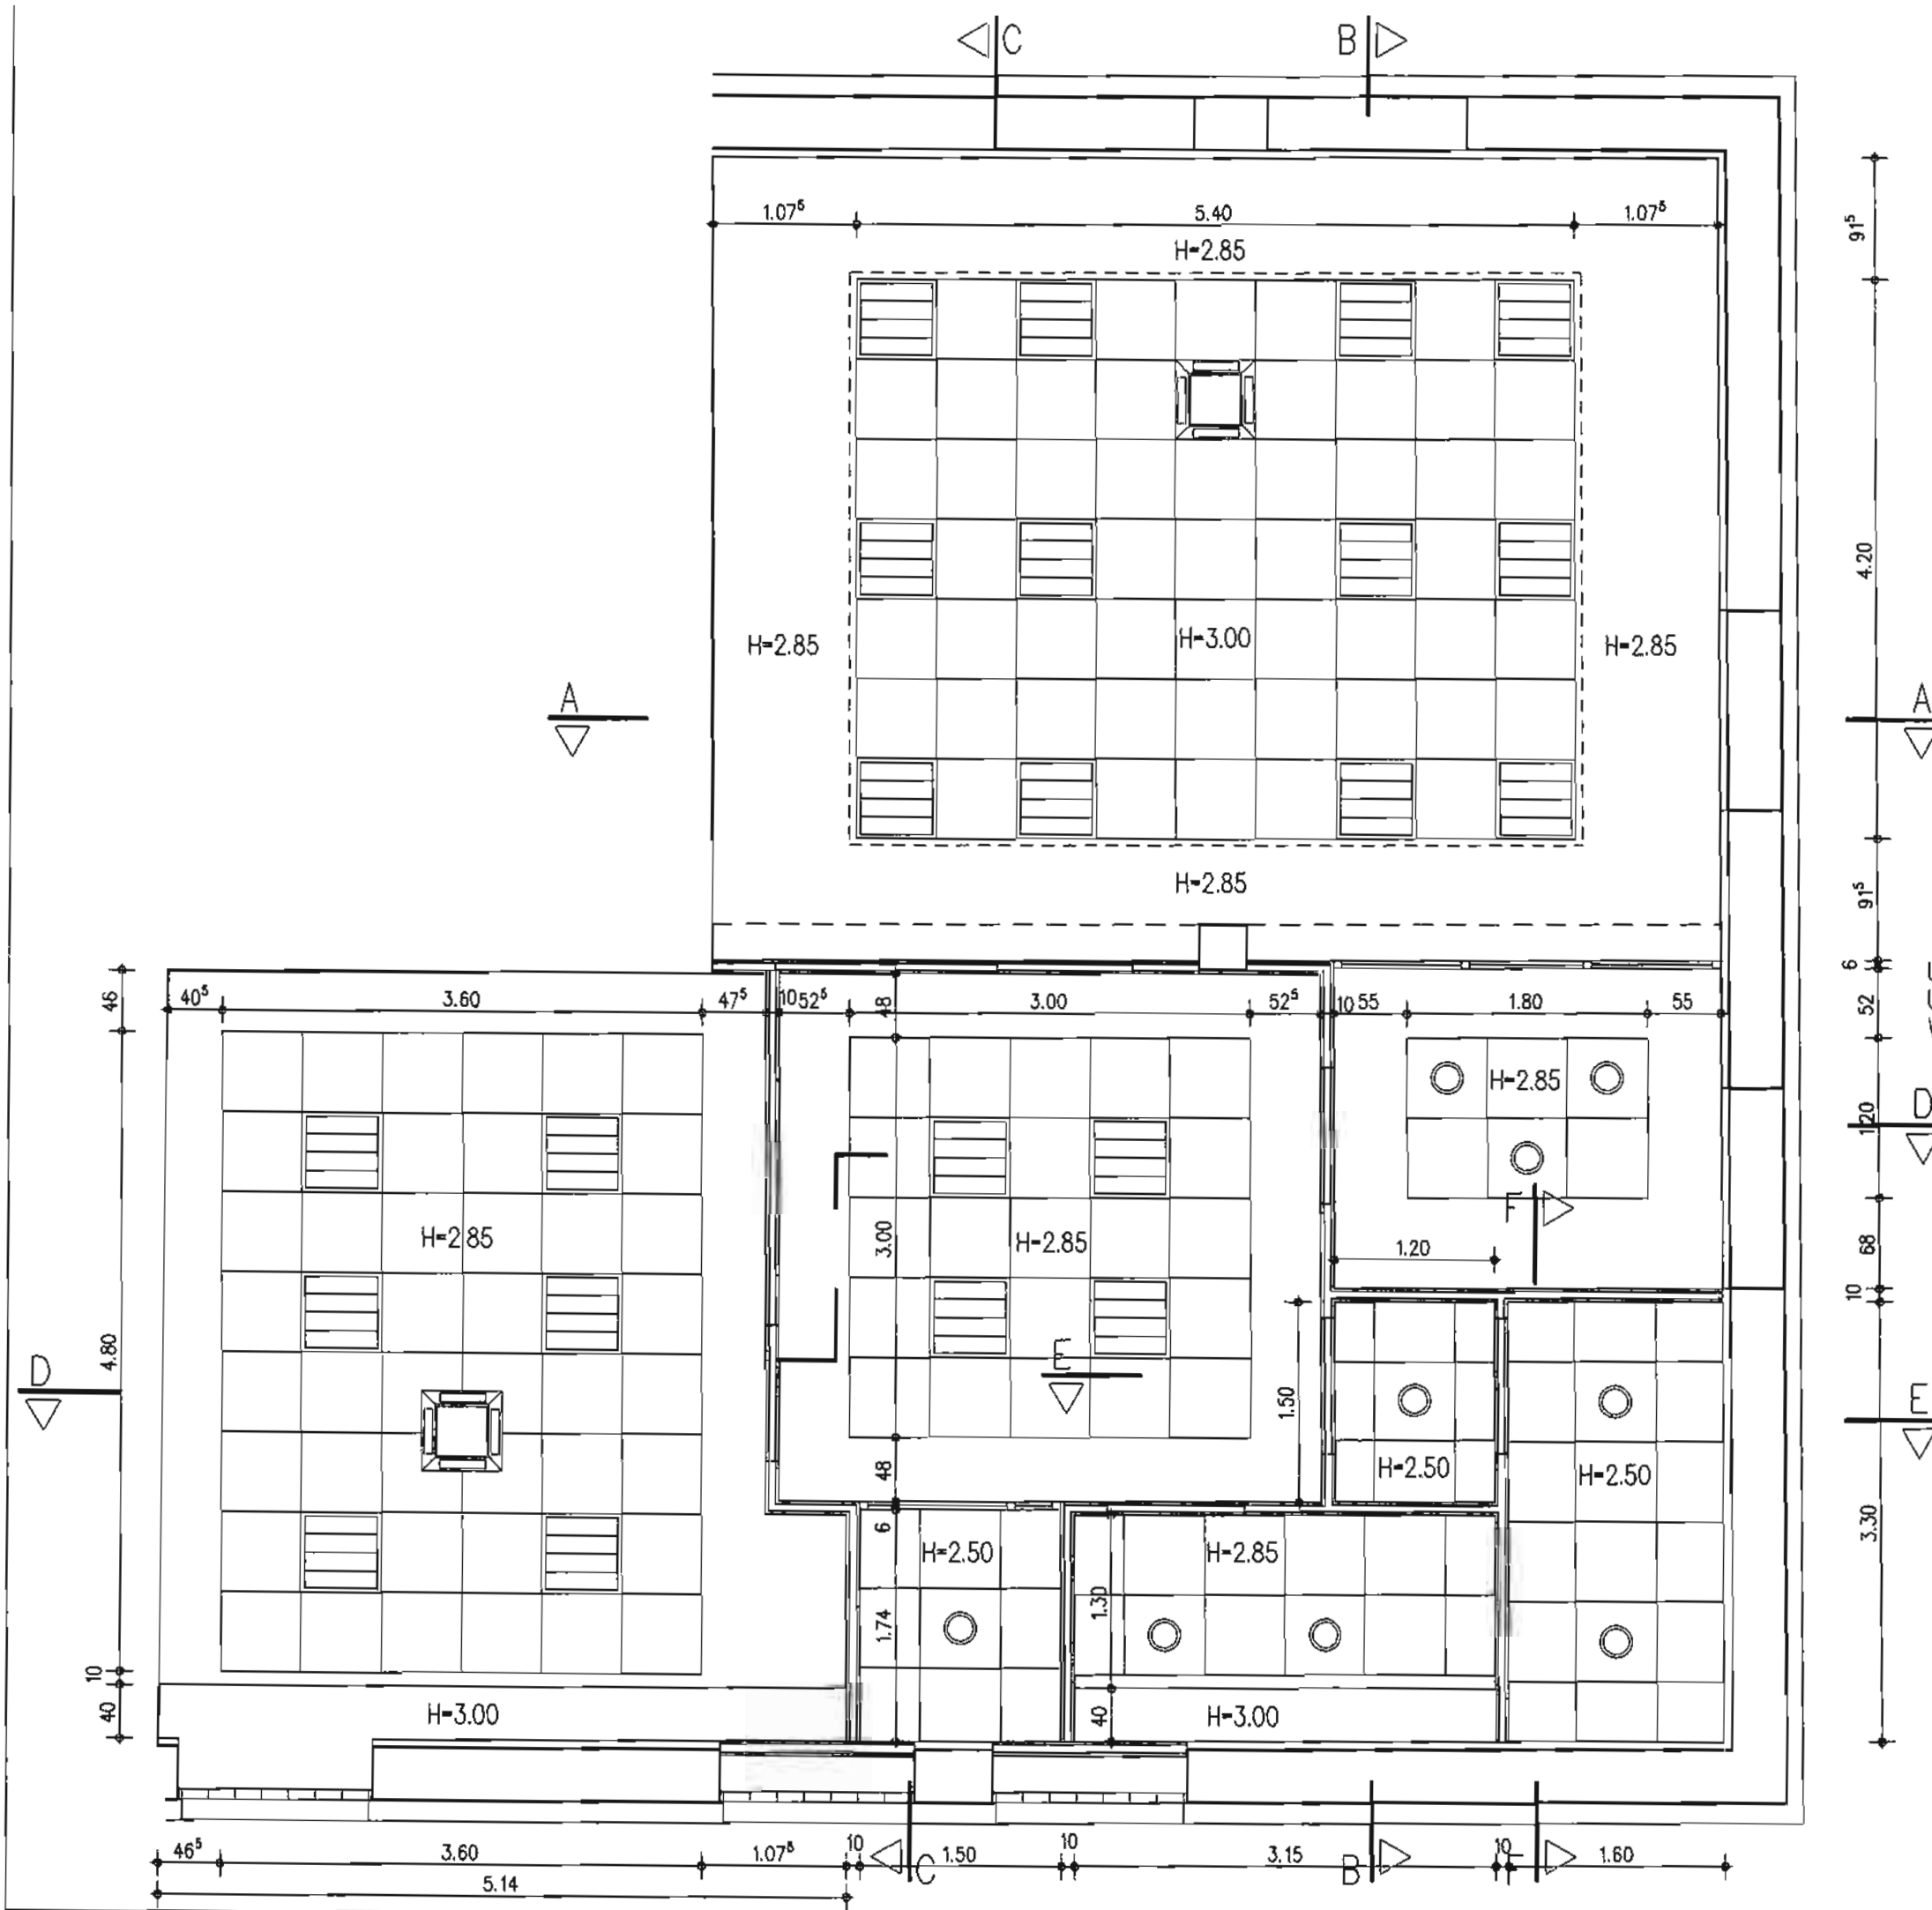 C
B
1.07⁵
5.40
1.07⁵
91⁵
H=2.85
4.20
H=2.85
H=3.00
H=2.85
A
A
H=2.85
91⁵
6
46
40⁵
3.60
47⁵
10
52⁵
48
3.00
52⁵
10
55
1.80
55
52
H=2.85
1.20
D
F
H=2.85
3.00
H=2.85
1.20
68
10
4.80
D
E
1.50
E
48
H=2.50
H=2.50
3.30
6
H=2.50
H=2.85
1.30
1.74
10
40
H=3.00
40
H=3.00
46⁵
3.60
1.07⁵
10
C
1.50
10
3.15
B
10
F
1.60
5.14